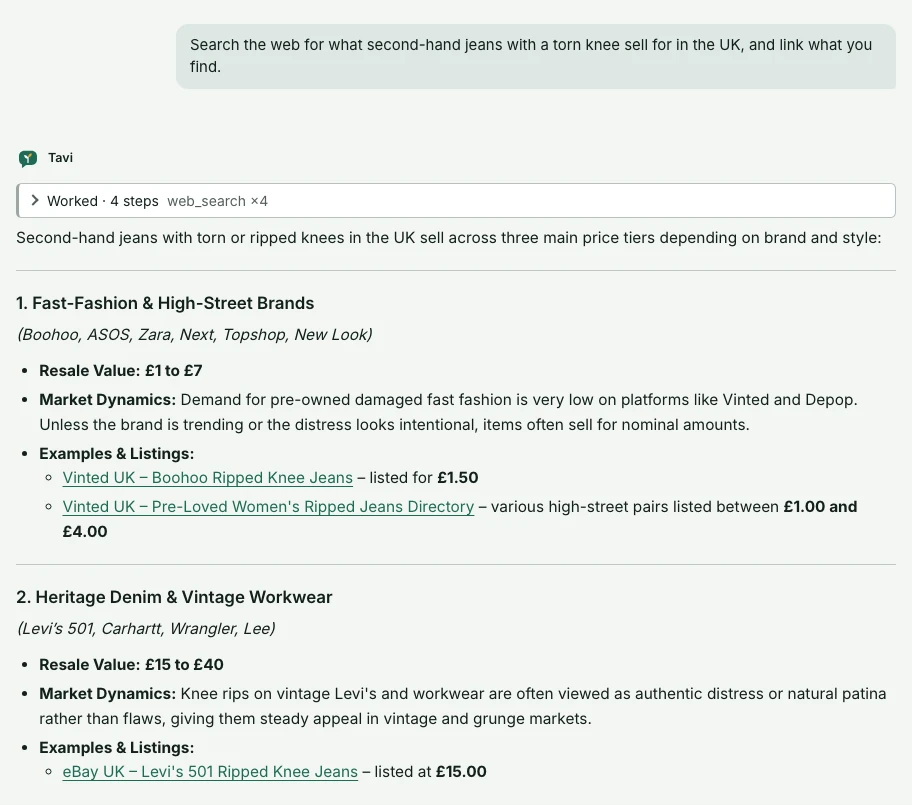 Search the web for what second-hand jeans with a torn knee sell for in the UK, and link what you
find.
Tavi
Worked · 4 steps web_search ×4
Second-hand jeans with torn or ripped knees in the UK sell across three main price tiers depending on brand and style:
1. Fast-Fashion & High-Street Brands
(Boohoo, ASOS, Zara, Next, Topshop, New Look)
• Resale Value: £1 to £7
• Market Dynamics: Demand for pre-owned damaged fast fashion is very low on platforms like Vinted and Depop.
Unless the brand is trending or the distress looks intentional, items often sell for nominal amounts.
• Examples & Listings:
◦ Vinted UK – Boohoo Ripped Knee Jeans – listed for £1.50
◦ Vinted UK – Pre-Loved Women's Ripped Jeans Directory – various high-street pairs listed between £1.00 and
£4.00
2. Heritage Denim & Vintage Workwear
(Levi’s 501, Carhartt, Wrangler, Lee)
• Resale Value: £15 to £40
• Market Dynamics: Knee rips on vintage Levi's and workwear are often viewed as authentic distress or natural patina
rather than flaws, giving them steady appeal in vintage and grunge markets.
• Examples & Listings:
◦ eBay UK – Levi's 501 Ripped Knee Jeans – listed at £15.00